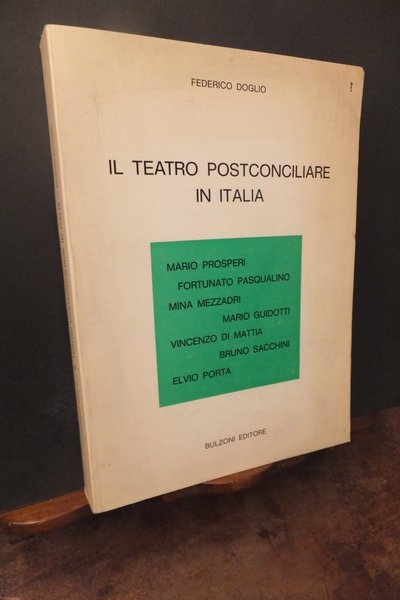 FEDERICO DOGLIO
IL TEATRO POSTCONCILIARE
IN ITALIA
MARIO PROSPERI
FORTUNATO PASQUALINO
MINA MEZZADRI
MARIO GUIDOTTI
VINCENZO DI MATTIA
BRUNO SACCHINI
ELVIO PORTA
BULZONI EDITORE